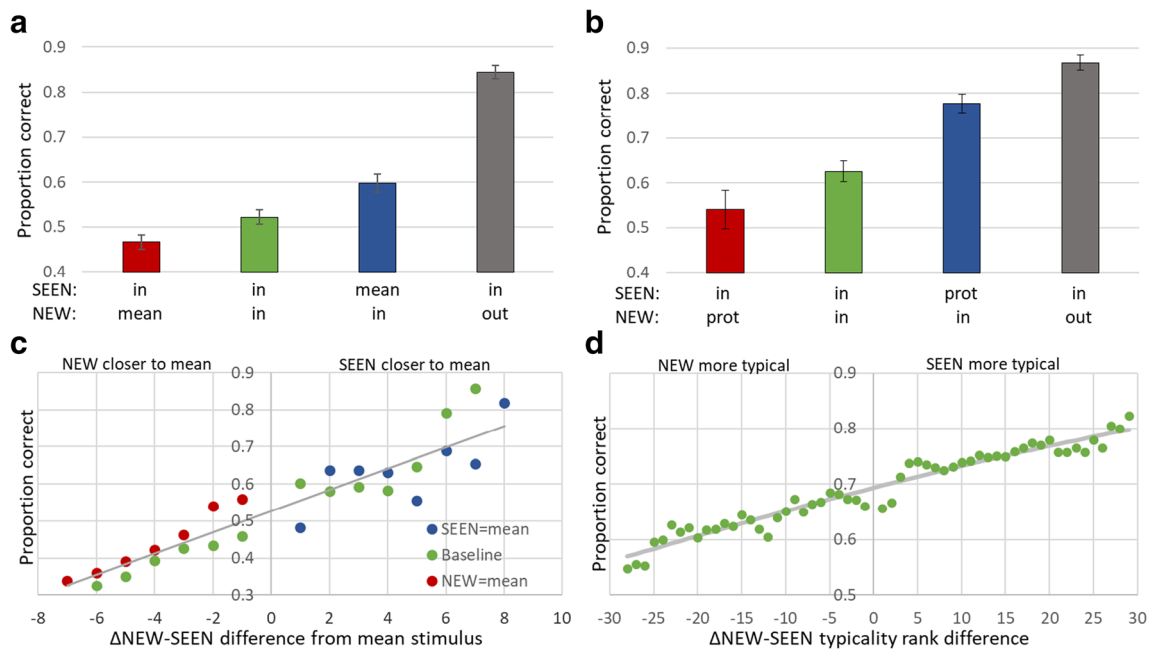 a
Proportion correct
0.9
0.8
0.7
0.6
0.5
0.4
SEEN: in in mean in
NEW: mean in in out
b
Proportion correct
0.9
0.8
0.7
0.6
0.5
0.4
SEEN: in in prot in
NEW: prot in in out
c
NEW closer to mean SEEN closer to mean
Proportion correct
0.9
0.8
0.7
0.6
0.5
0.4
0.3
SEEN=mean
Baseline
NEW=mean
-8 -6 -4 -2 0 2 4 6 8 10
ΔNEW-SEEN difference from mean stimulus
d
NEW more typical SEEN more typical
Proportion correct
0.9
0.8
0.7
0.6
0.5
-30 -25 -20 -15 -10 -5 0 5 10 15 20 25 30
ΔNEW-SEEN typicality rank difference